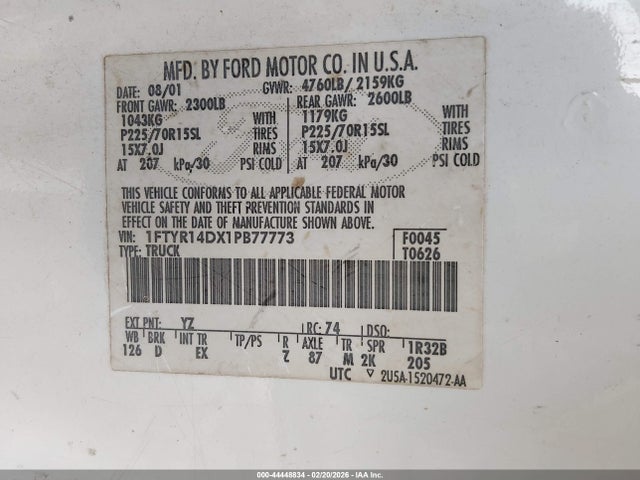 MFD. BY FORD MOTOR CO. IN U.S.A.
DATE: 08/01 GVWR: 4760LB/ 2159KG
FRONT GAWR: 2300LB REAR GAWR: 2600LB
1043KG WITH 1179KG WITH
P225/70R15SL TIRES P225/70R15SL TIRES
15X7.0J RIMS 15X7.0J RIMS
AT 207 kPa/30 PSI COLD AT 207 kPa/30 PSI COLD
THIS VEHICLE CONFORMS TO ALL APPLICABLE FEDERAL MOTOR
VEHICLE SAFETY AND THEFT PREVENTION STANDARDS IN
EFFECT ON THE DATE OF MANUFACTURE SHOWN ABOVE.
VIN: 1FTYR14DX1PB77773 F0045
TYPE: TRUCK T0626
EXT PNT: YZ RC: 74 DSO:
WB BRK INT TR TP/PS R AXLE TR SPR 1R32B
126 D EX Z 87 M 2K 205
UTC ▽ 2U5A-1520472-AA
000-44448834 - 02/20/2026 - IAA Inc.